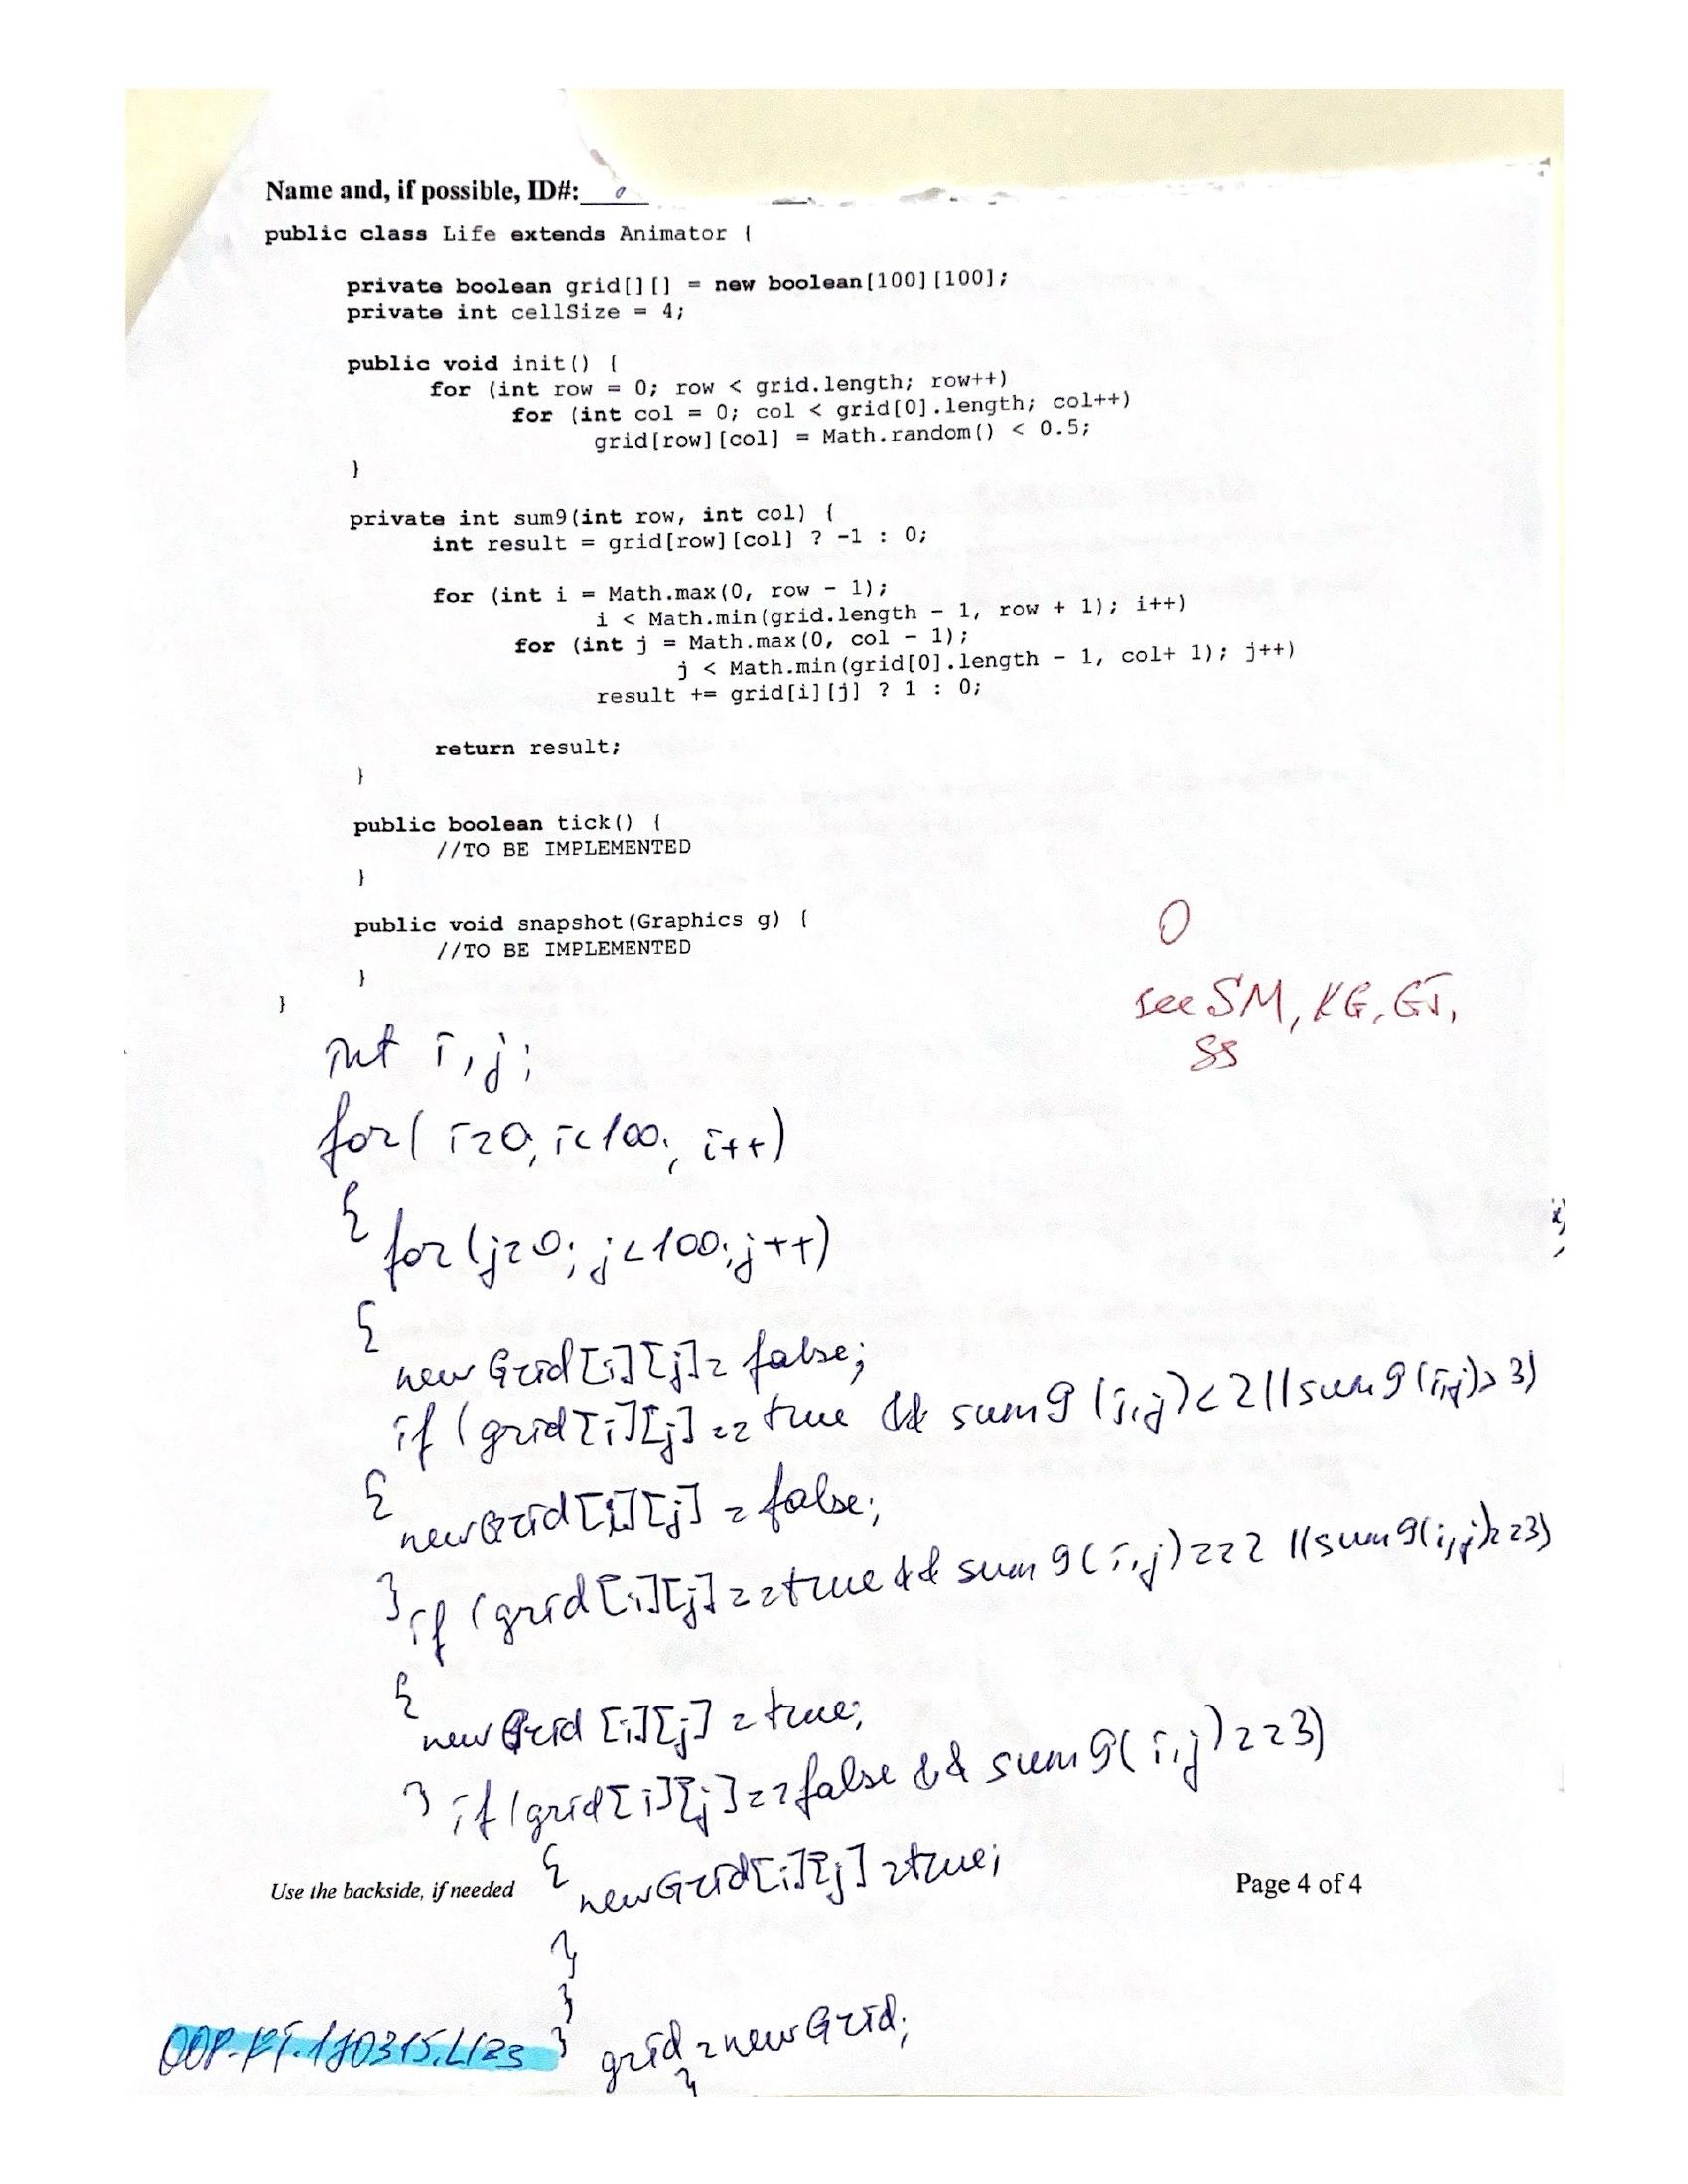 Name and, if possible, ID#:
public class Life extends Animator {
private boolean grid[][] = new boolean[100][100];
private int cellSize = 4;
public void init() {
for (int row = 0; row < grid.length; row++)
for (int col = 0; col < grid[0].length; col++)
grid[row][col] = Math.random() < 0.5;
}
private int sum9(int row, int col) {
int result = grid[row][col] ? -1 : 0;
for (int i = Math.max(0, row - 1);
i < Math.min(grid.length - 1, row + 1); i++)
for (int j = Math.max(0, col - 1);
j < Math.min(grid[0].length - 1, col+ 1); j++)
result += grid[i][j] ? 1 : 0;
return result;
}
public boolean tick() {
//TO BE IMPLEMENTED
}
public void snapshot(Graphics g) {
//TO BE IMPLEMENTED
}
}
0
see SM, KG, GJ,
SS
int i,j;
for( i=0; i<100; i++)
{
for(j=0; j<100; j++)
{
newGrid[i][j]= false;
if (grid[i][j]==true && sum9(i,j)<2||sum9(i,j)>3)
{
newGrid[i][j] = false;
}if (grid[i][j]==true && sum9(i,j)==2 ||sum9(i,j)==3)
{
newGrid [i][j] = true;
} if(grid[i][j]==false && sum9(i,j)==3)
{
newGrid[i][j] =true;
Use the backside, if needed
Page 4 of 4
}
}
} grid = newGrid;
}